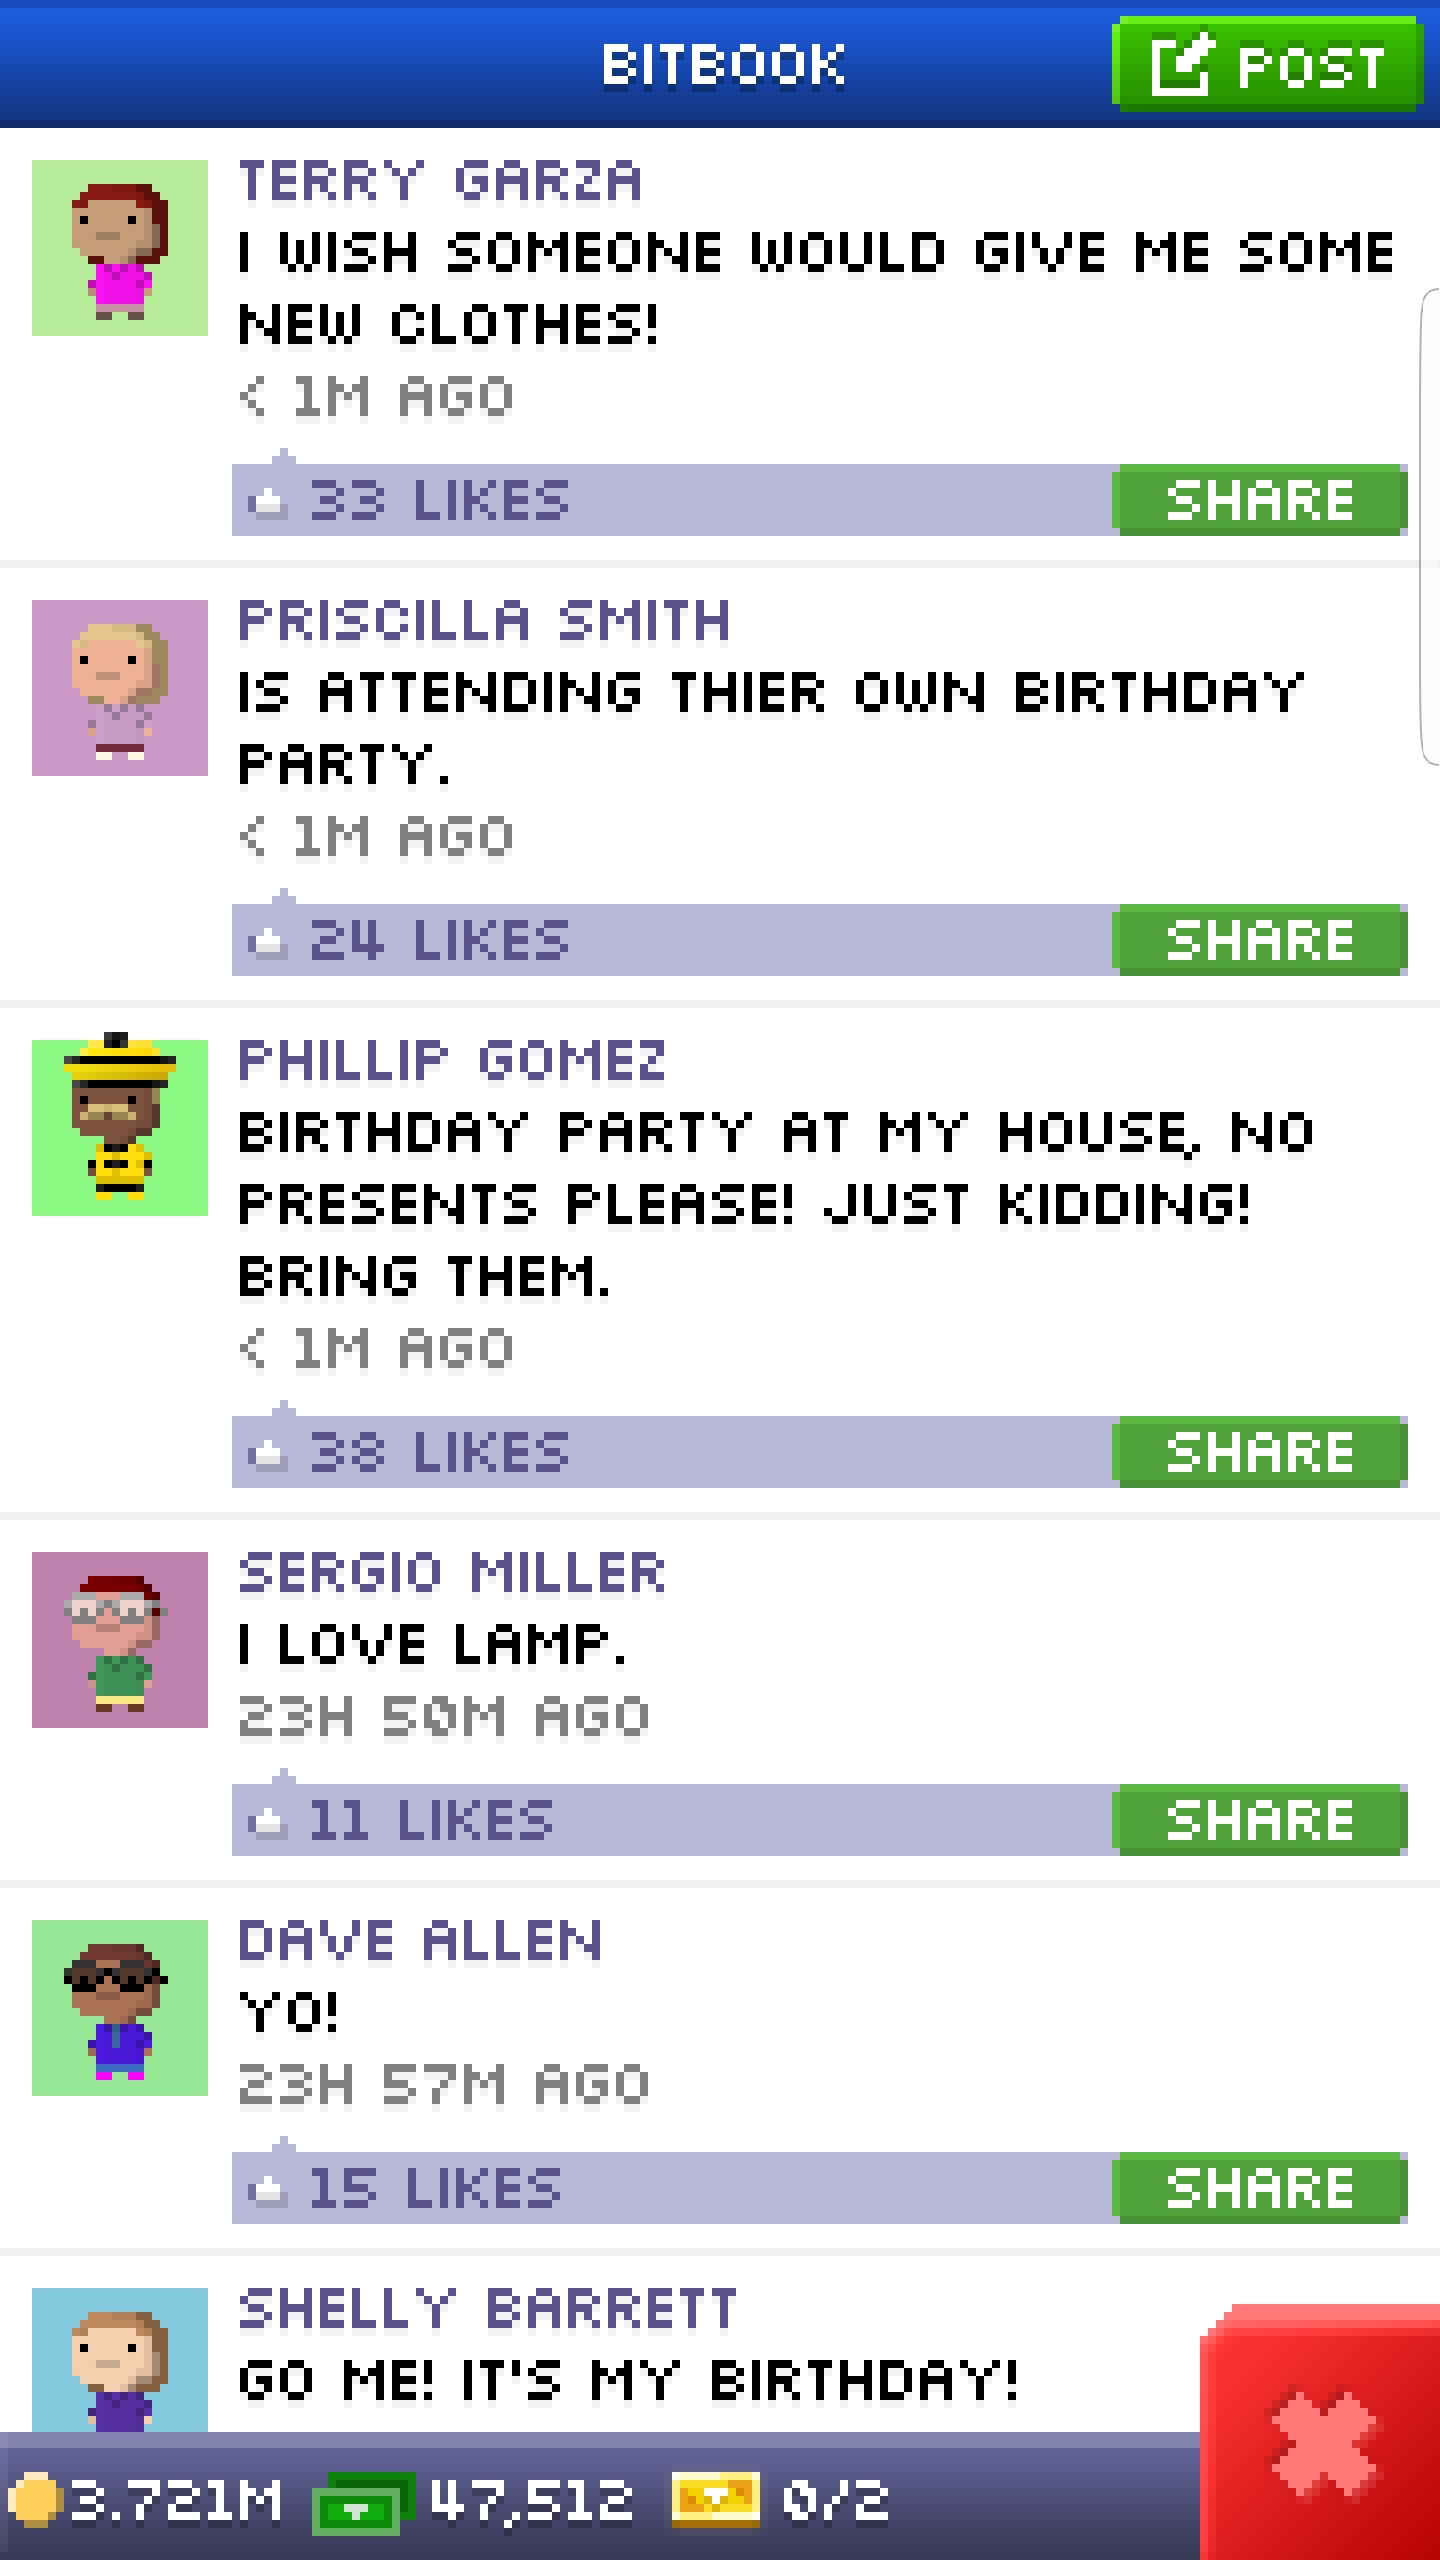 BITBOOK
POST
TERRY GARZA
I WISH SOMEONE WOULD GIVE ME SOME
NEW CLOTHES!
< 1M AGO
33 LIKES
SHARE
PRISCILLA SMITH
IS ATTENDING THIER OWN BIRTHDAY
PARTY.
< 1M AGO
24 LIKES
SHARE
PHILLIP GOMEZ
BIRTHDAY PARTY AT MY HOUSE, NO
PRESENTS PLEASE! JUST KIDDING!
BRING THEM.
< 1M AGO
38 LIKES
SHARE
SERGIO MILLER
I LOVE LAMP.
23H 50M AGO
11 LIKES
SHARE
DAVE ALLEN
YO!
23H 57M AGO
15 LIKES
SHARE
SHELLY BARRETT
GO ME! IT'S MY BIRTHDAY!
3.721M 47,512 0/2